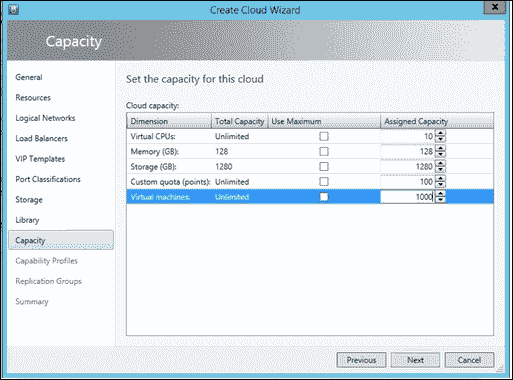 Create Cloud Wizard
x
Capacity
General
Resources
Logical Networks
Load Balancers
VIP Templates
Port Classifications
Storage
Library
Capacity
Capability Profiles
Replication Groups
Summary
Set the capacity for this cloud
Cloud capacity:
Dimension Total Capacity Use Maximum Assigned Capacity
Virtual CPUs: Unlimited 10
Memory (GB): 128 128
Storage (GB): 1280 1280
Custom quota (points): Unlimited 100
Virtual machines: Unlimited 1000
Previous Next Cancel